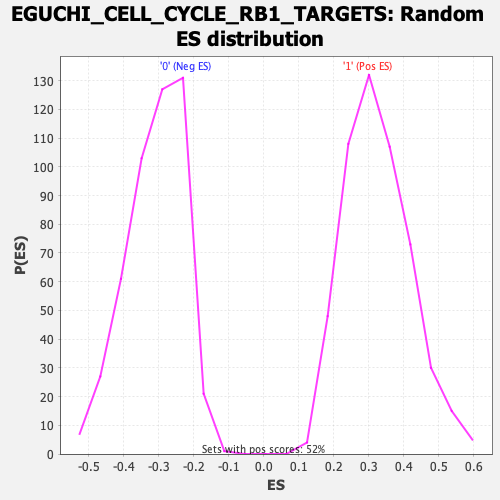 EGUCHI_CELL_CYCLE_RB1_TARGETS: Random
ES distribution
'0' (Neg ES)
'1' (Pos ES)
P(ES)
130
120
110
100
90
80
70
60
50
40
30
20
10
0
Sets with pos scores: 52%
-0.5 -0.4 -0.3 -0.2 -0.1 0.0 0.1 0.2 0.3 0.4 0.5 0.6
ES